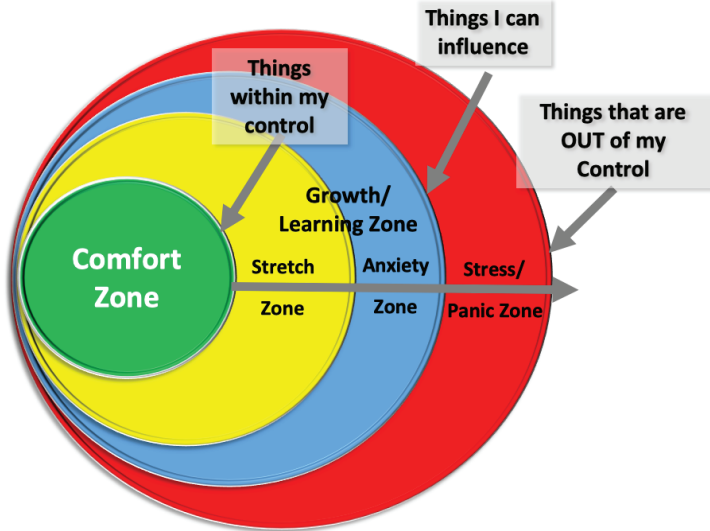 Things I can
influence
Things
within my
control
Things that are
OUT of my
Control
Growth/
Learning Zone
Comfort
Zone
Stretch
Zone
Anxiety
Zone
Stress/
Panic Zone